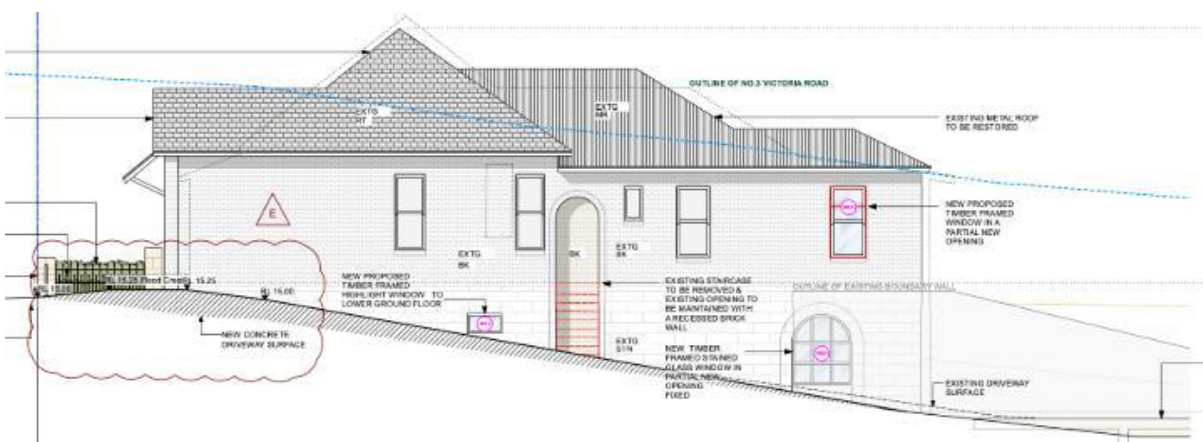 OUTLINE OF NO.3 VICTORIA ROAD
EXTG
RT
EXTG
MR
EXISTING METAL ROOF
TO BE RESTORED
E
NEW PROPOSED
TIMBER FRAMED
WINDOW IN A
PARTIAL NEW
OPENING
EXTG
BK
BK
EXTG
BK
RL 15.25
RL 15.00
NEW PROPOSED
TIMBER FRAMED
HIGHLIGHT WINDOW TO
LOWER GROUND FLOOR
EXISTING STAIRCASE
TO BE REMOVED &
EXISTING OPENING TO
BE MAINTAINED WITH
A RECESSED BRICK
WALL
OUTLINE OF EXISTING BOUNDARY WALL
NEW CONCRETE
DRIVEWAY SURFACE
EXTG
STN
NEW TIMBER
FRAMED STAINED
GLASS WINDOW IN
PARTIAL NEW
OPENING
FIXED
EXISTING DRIVEWAY
SURFACE